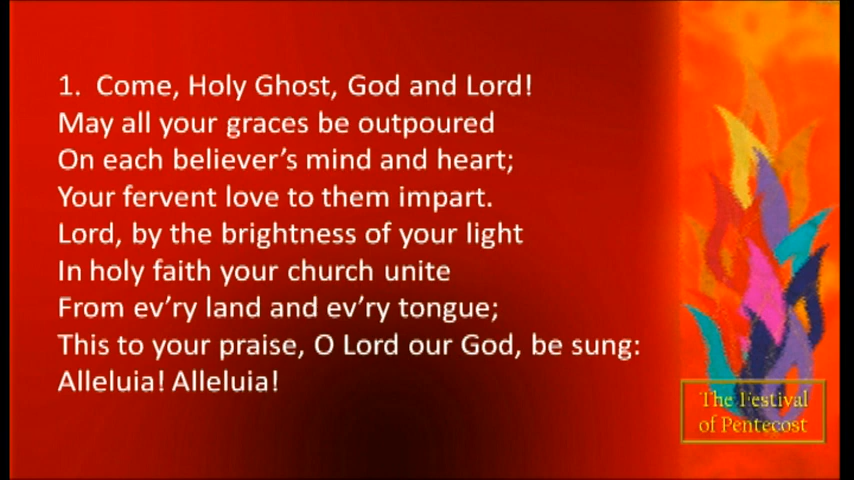 1. Come, Holy Ghost, God and Lord!
May all your graces be outpoured
On each believer's mind and heart;
Your fervent love to them impart.
Lord, by the brightness of your light
In holy faith your church unite
From ev'ry land and ev'ry tongue;
This to your praise, O Lord our God, be sung:
Alleluia! Alleluia!
The Festival
of Pentecost